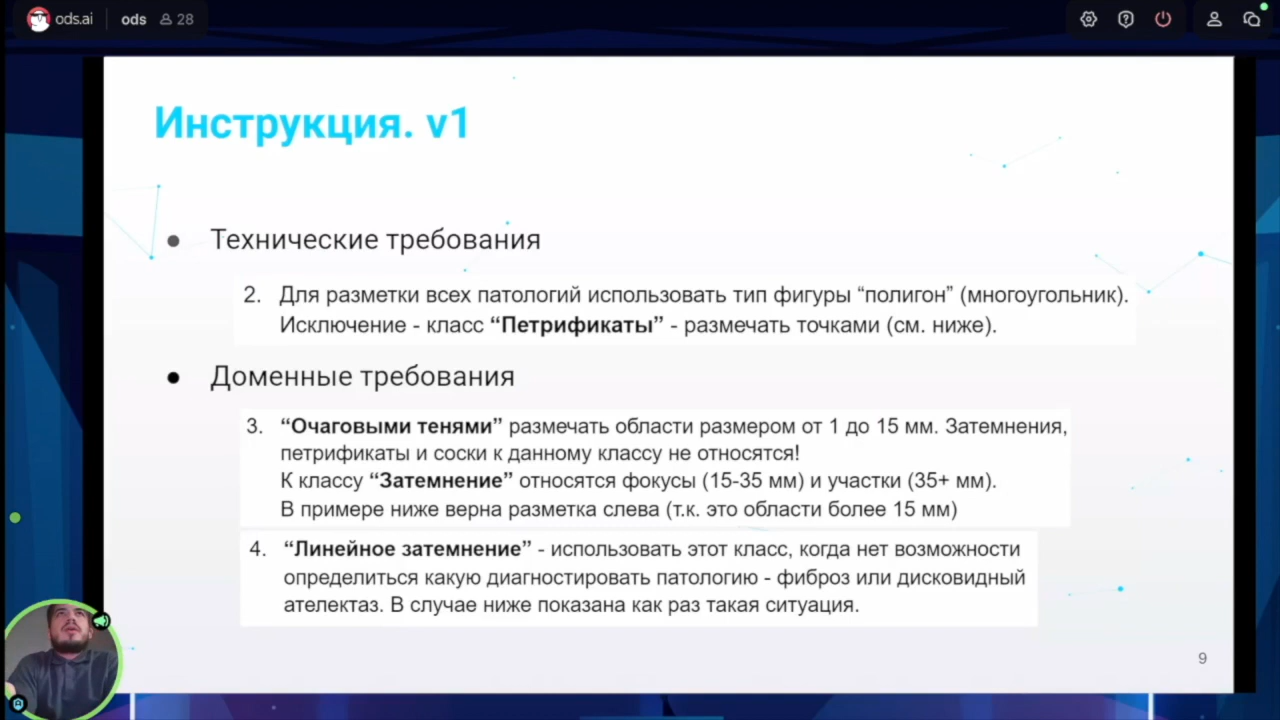 ods.ai
ods
28
Инструкция. v1
Технические требования
2. Для разметки всех патологий использовать тип фигуры “полигон” (многоугольник).
Исключение - класс “Петрификаты” - размечать точками (см. ниже).
Доменные требования
3. “Очаговыми тенями” размечать области размером от 1 до 15 мм. Затемнения,
петрификаты и соски к данному классу не относятся!
К классу “Затемнение” относятся фокусы (15-35 мм) и участки (35+ мм).
В примере ниже верна разметка слева (т.к. это области более 15 мм)
4. “Линейное затемнение” - использовать этот класс, когда нет возможности
определиться какую диагностировать патологию - фиброз или дисковидный
ателектаз. В случае ниже показана как раз такая ситуация.
9